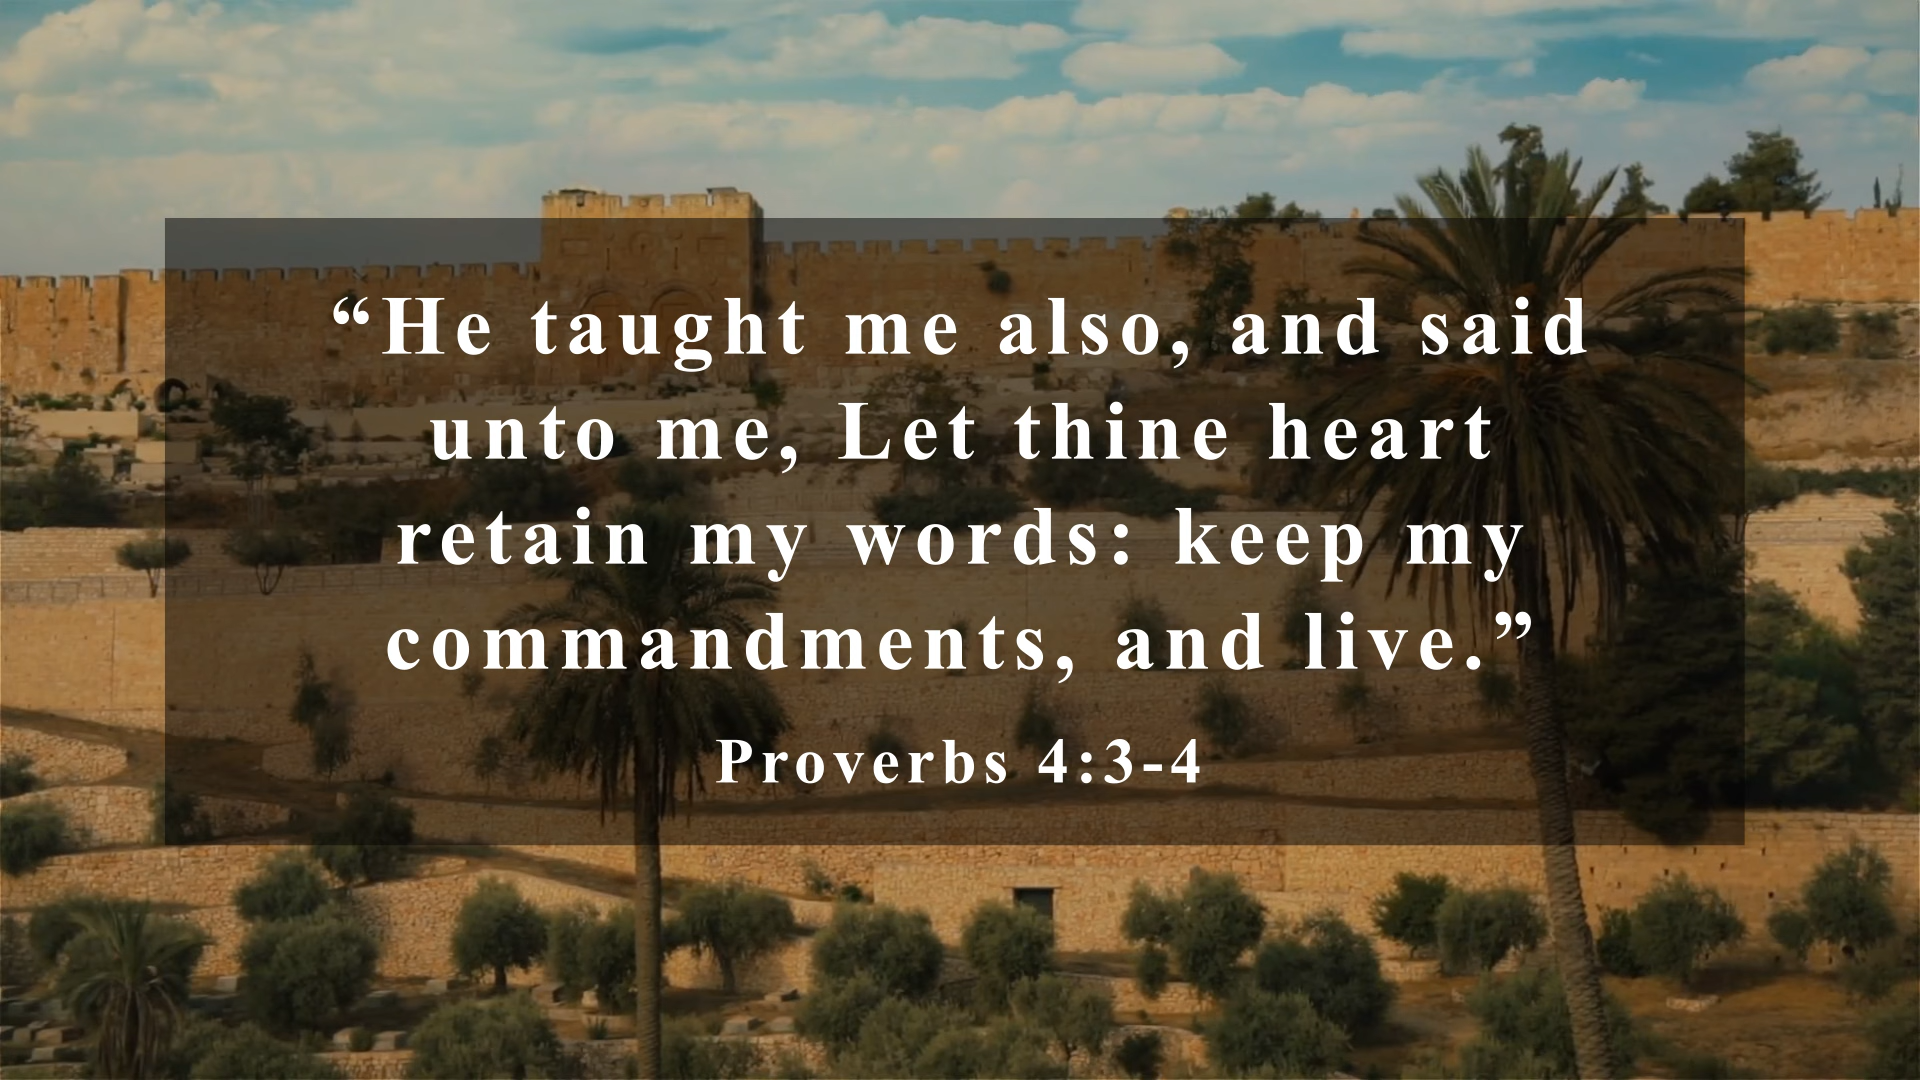 “He taught me also, and said
unto me, Let thine heart
retain my words: keep my
commandments, and live.”
Proverbs 4:3-4